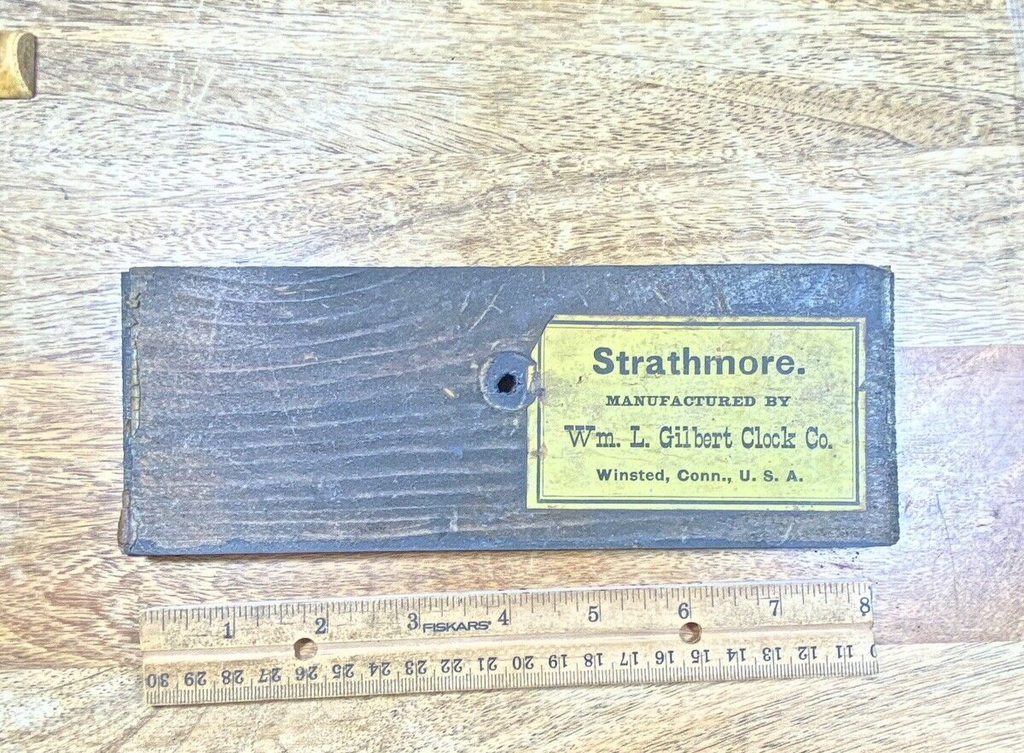 Strathmore.
MANUFACTURED BY
Wm. L. Gilbert Clock Co.
Winsted, Conn., U. S. A.
1 2 3 FISKARS® 4 5 6 7 8
30 29 28 27 26 25 24 23 22 21 20 19 18 17 16 15 14 13 12 11